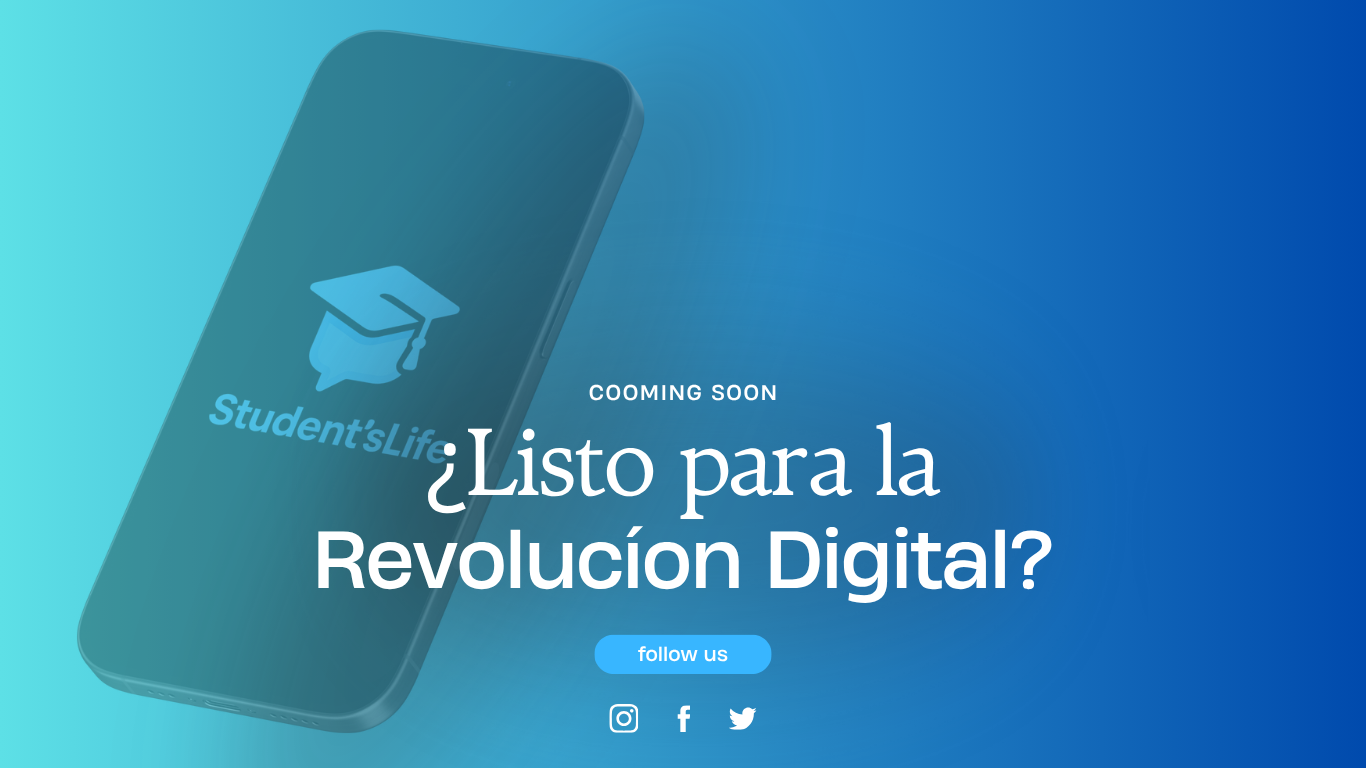 COOMING SOON
Student'sLife
¿Listo para la
Revolucíon Digital?
follow us